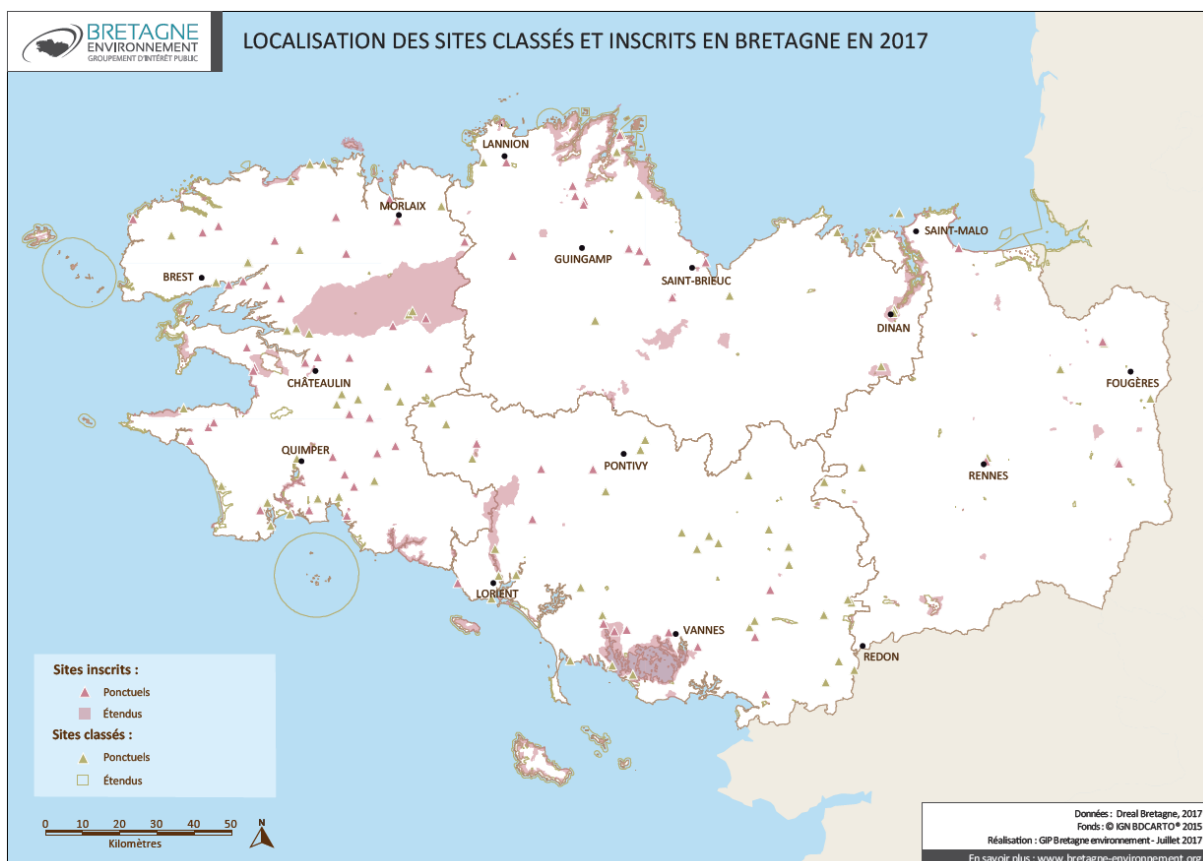 BRETAGNE
ENVIRONNEMENT
GROUPEMENT D'INTÉRÊT PUBLIC
LOCALISATION DES SITES CLASSÉS ET INSCRITS EN BRETAGNE EN 2017
LANNION
MORLAIX
SAINT-MALO
GUINGAMP
BREST
SAINT-BRIEUC
DINAN
CHÂTEAULIN
FOUGÈRES
QUIMPER
PONTIVY
RENNES
LORIENT
VANNES
REDON
Sites inscrits :
Ponctuels
Étendus
Sites classés :
Ponctuels
Étendus
0 10 20 30 40 50
Kilomètres
N
Données : Dreal Bretagne, 2017
Fonds : © IGN BDCARTO® 2015
Réalisation : GIP Bretagne environnement - Juillet 2017
En savoir plus : www.bretagne-environnement.org